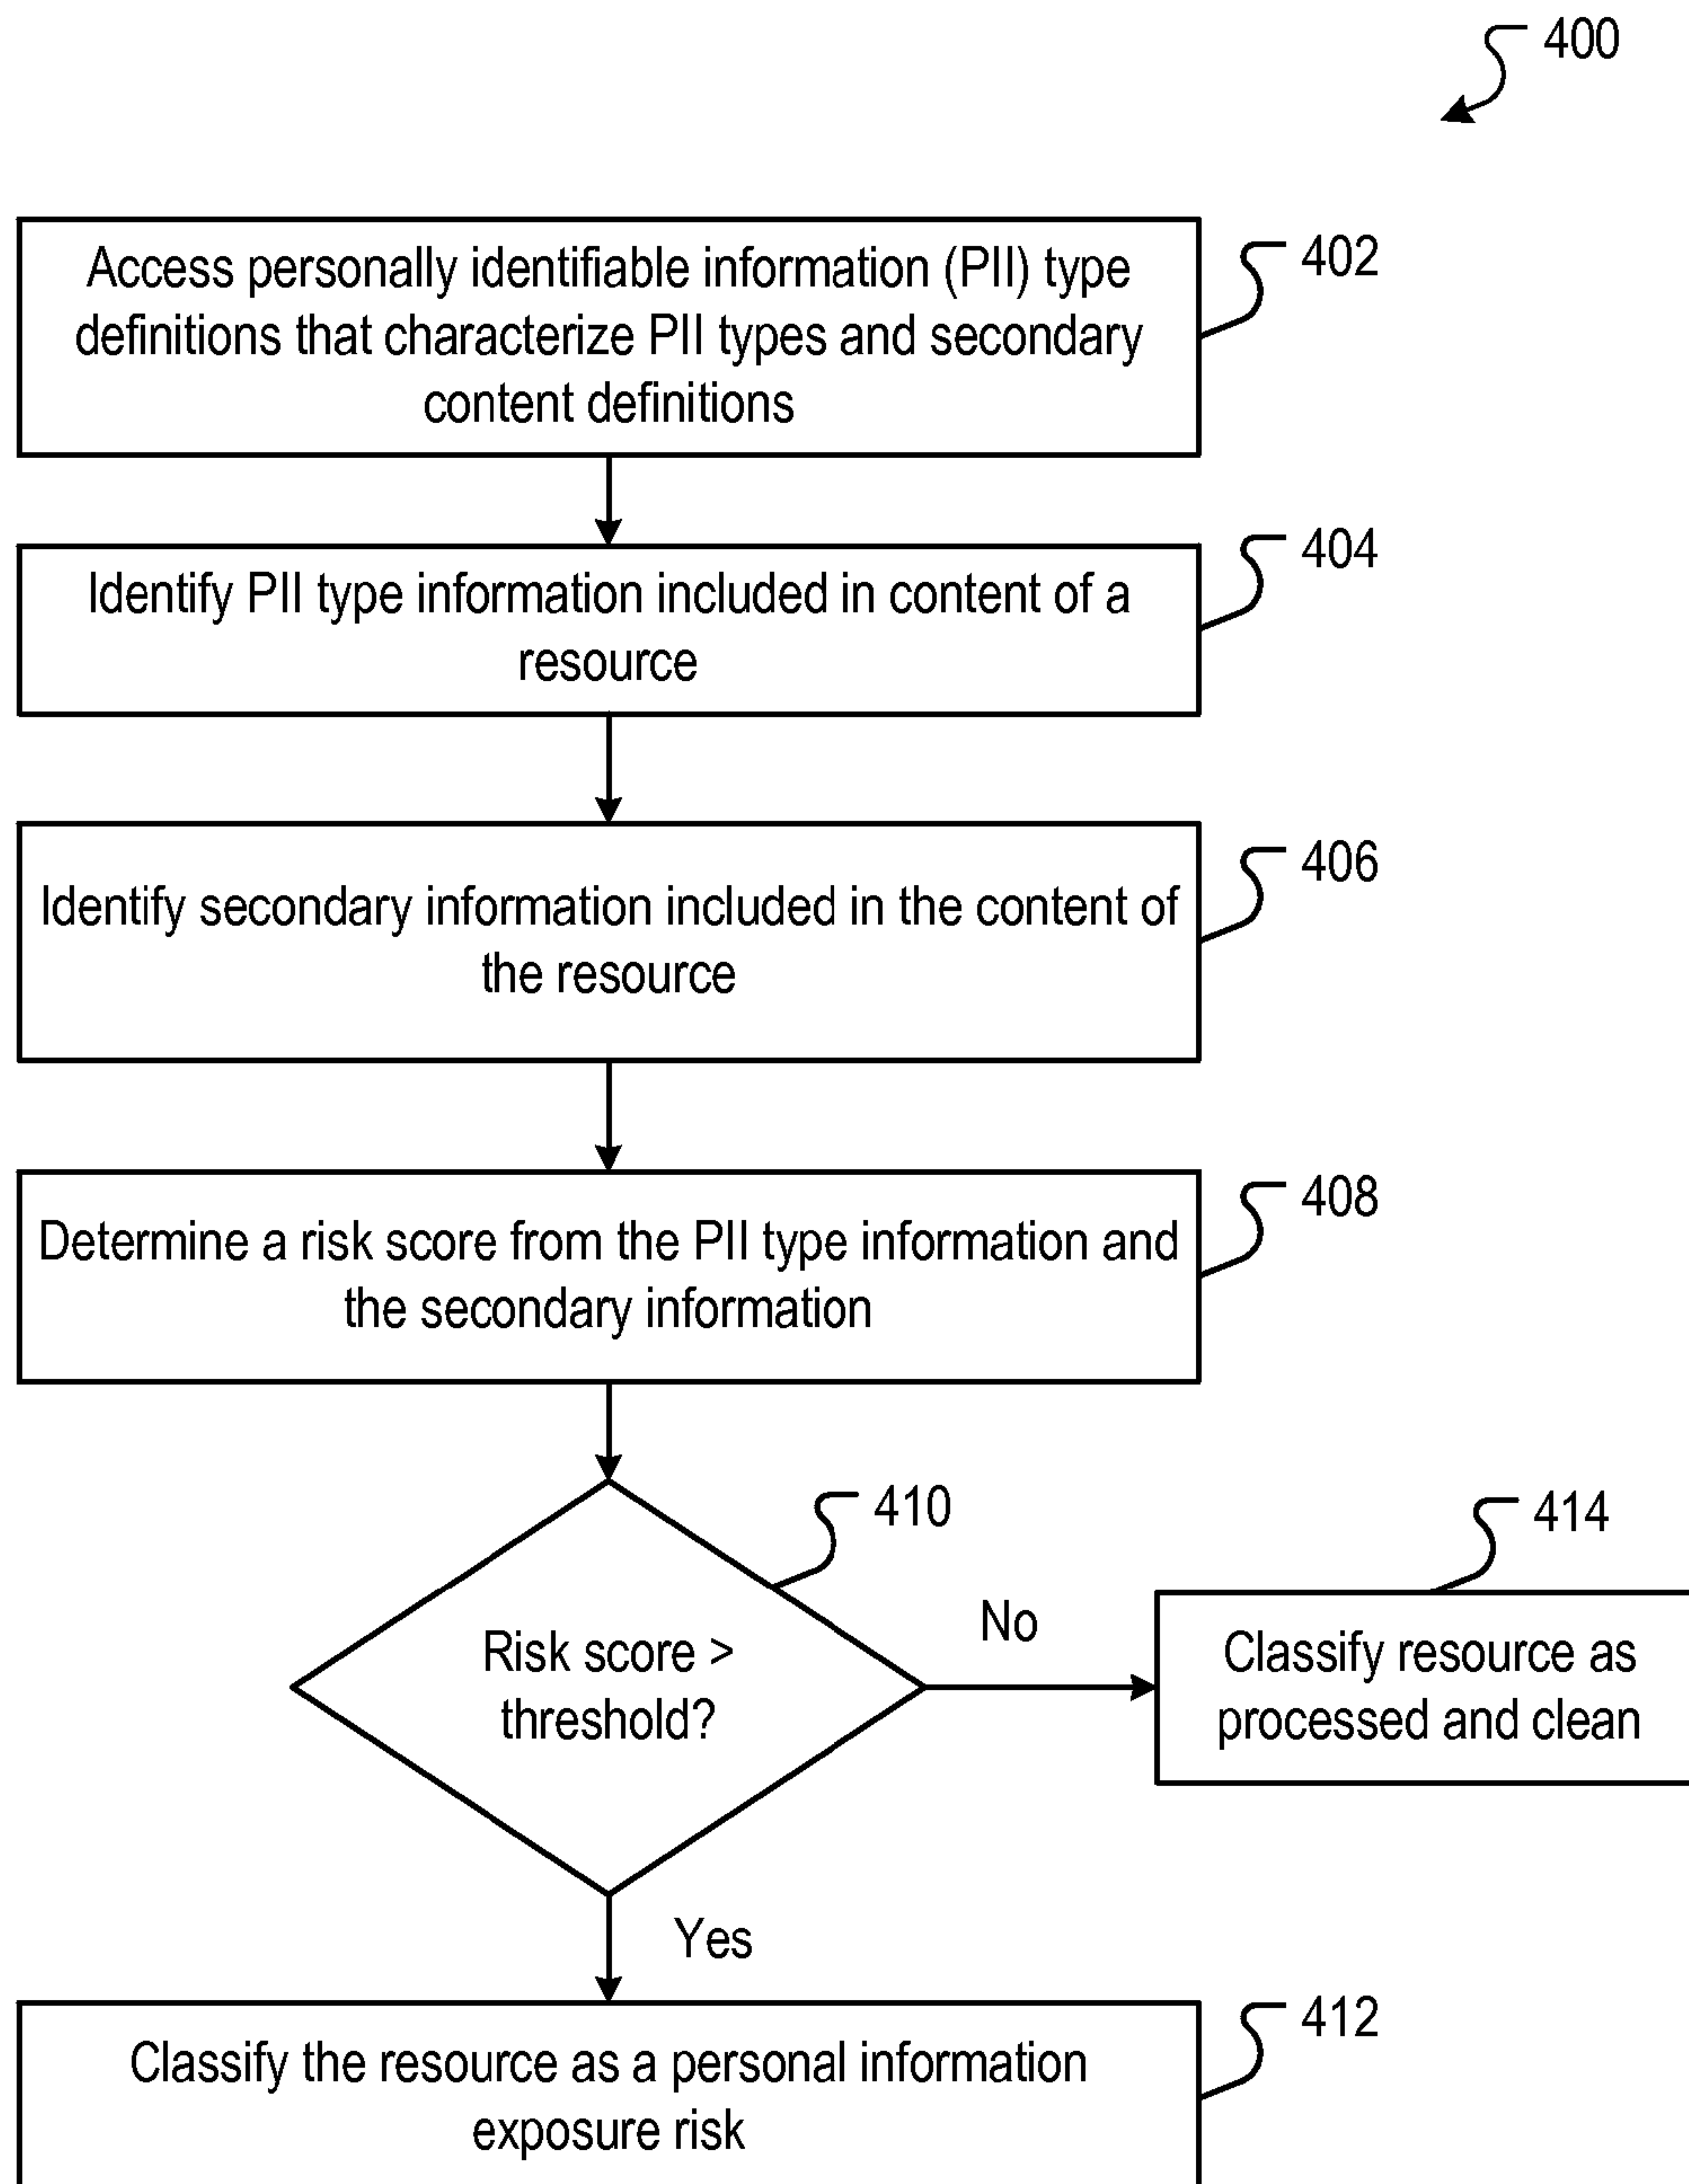 400
Access personally identifiable information (PII) type
definitions that characterize PII types and secondary
content definitions
402
Identify PII type information included in content of a
resource
404
Identify secondary information included in the content of
the resource
406
Determine a risk score from the PII type information and
the secondary information
408
Risk score >
threshold?
410
No
Classify resource as
processed and clean
414
Yes
Classify the resource as a personal information
exposure risk
412